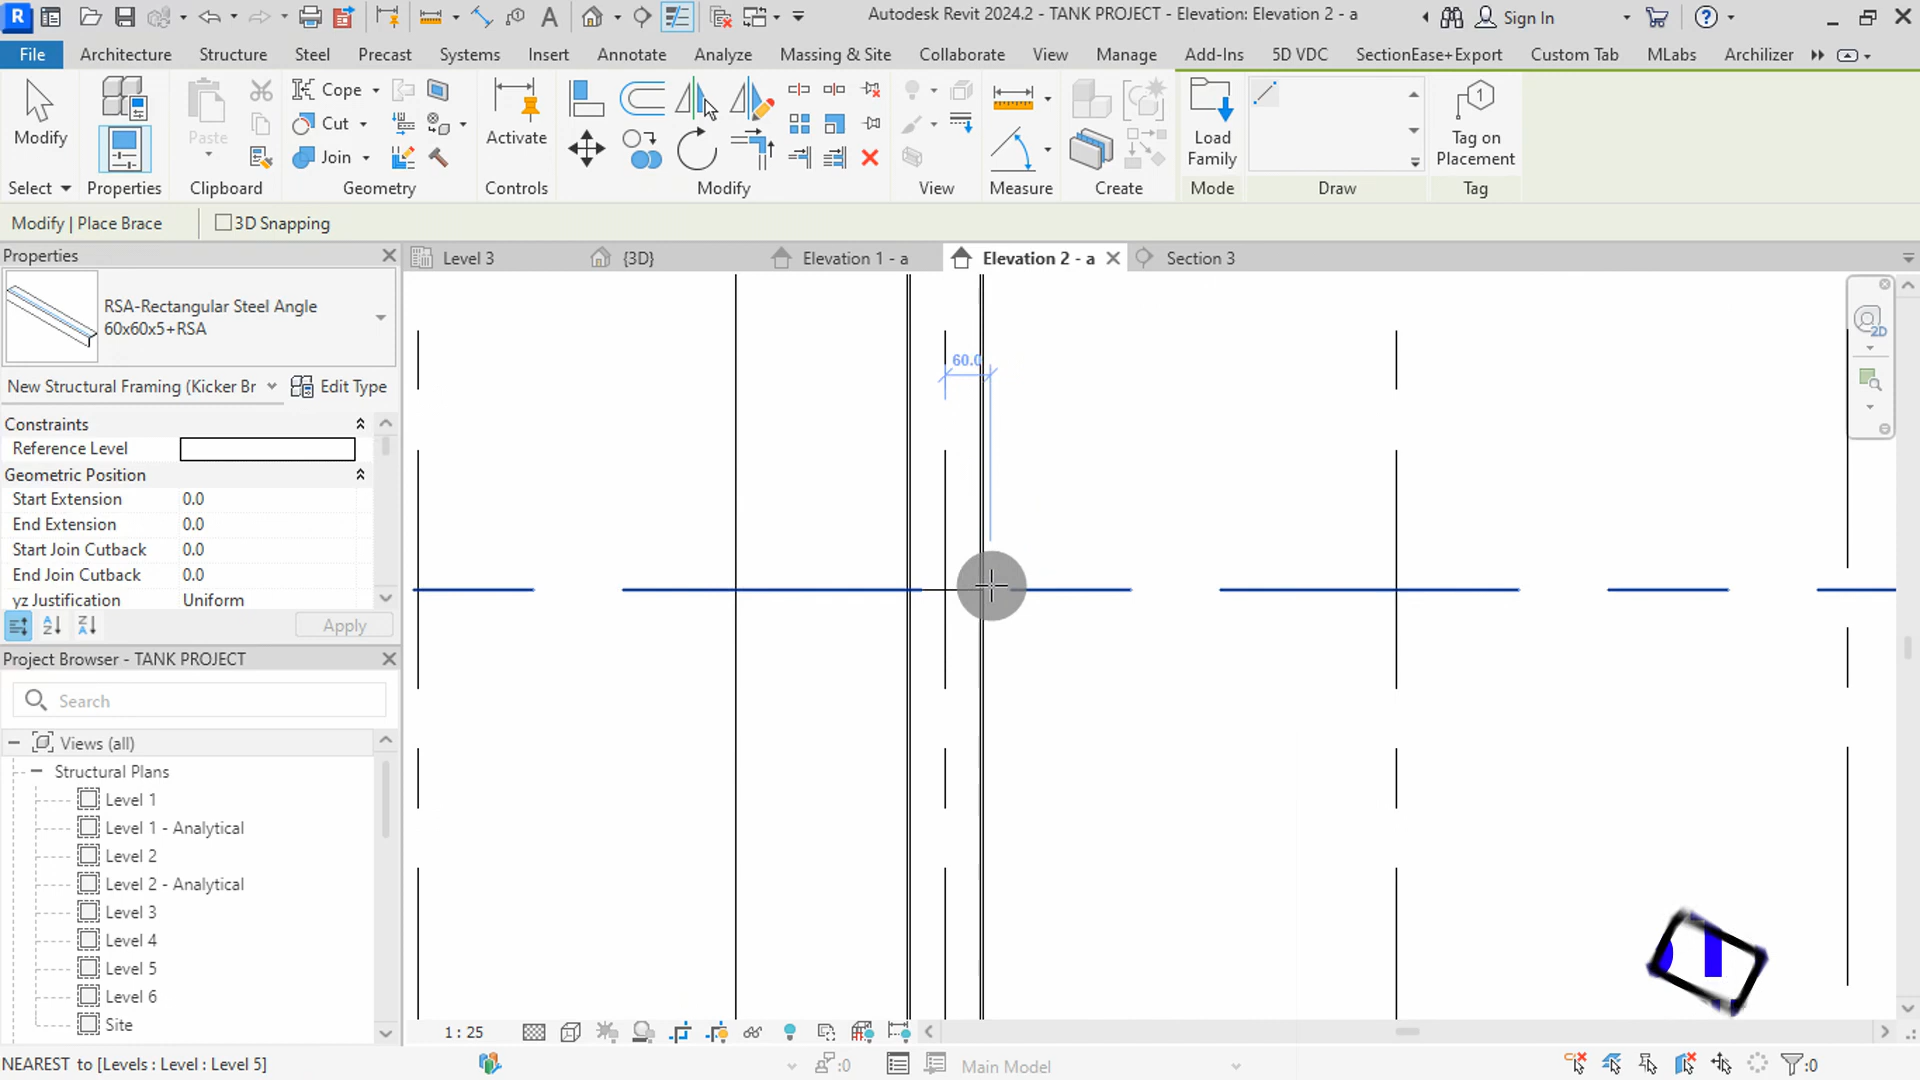 Autodesk Revit 2024.2 - TANK PROJECT - Elevation: Elevation 2 - a
Sign In
File Architecture Structure Steel Precast Systems Insert Annotate Analyze Massing & Site Collaborate View Manage Add-Ins 5D VDC SectionEase+Export Custom Tab MLabs Archilizer
Modify
Paste
Cope
Cut
Join
Activate
Load
Family
Tag on
Placement
Select Properties Clipboard Geometry Controls Modify View Measure Create Mode Draw Tag
Modify | Place Brace
3D Snapping
Properties
Level 3 {3D} Elevation 1 - a Elevation 2 - a Section 3
RSA-Rectangular Steel Angle
60x60x5+RSA
New Structural Framing (Kicker Br
Edit Type
Constraints
Reference Level
Geometric Position
Start Extension 0.0
End Extension 0.0
Start Join Cutback 0.0
End Join Cutback 0.0
yz Justification Uniform
Apply
60.0
2D
Project Browser - TANK PROJECT
Search
Views (all)
Structural Plans
Level 1
Level 1 - Analytical
Level 2
Level 2 - Analytical
Level 3
Level 4
Level 5
Level 6
Site
1 : 25
NEAREST to [Levels : Level : Level 5]
:0
Main Model
:0